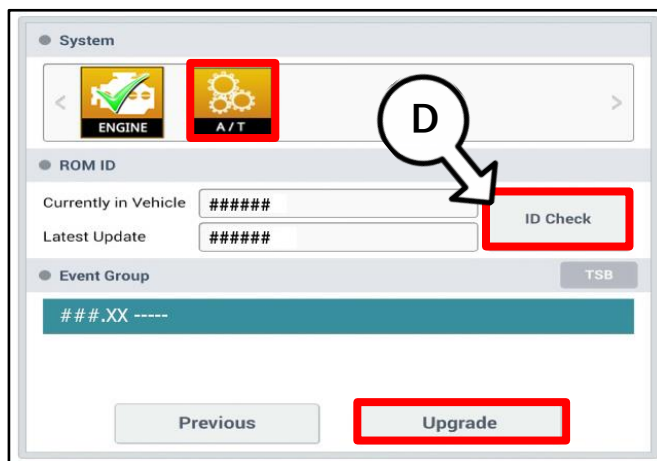 System
< ENGINE A/T >
D
ROM ID
Currently in Vehicle ######
ID Check
Latest Update ######
Event Group TSB
###.XX -----
Previous Upgrade